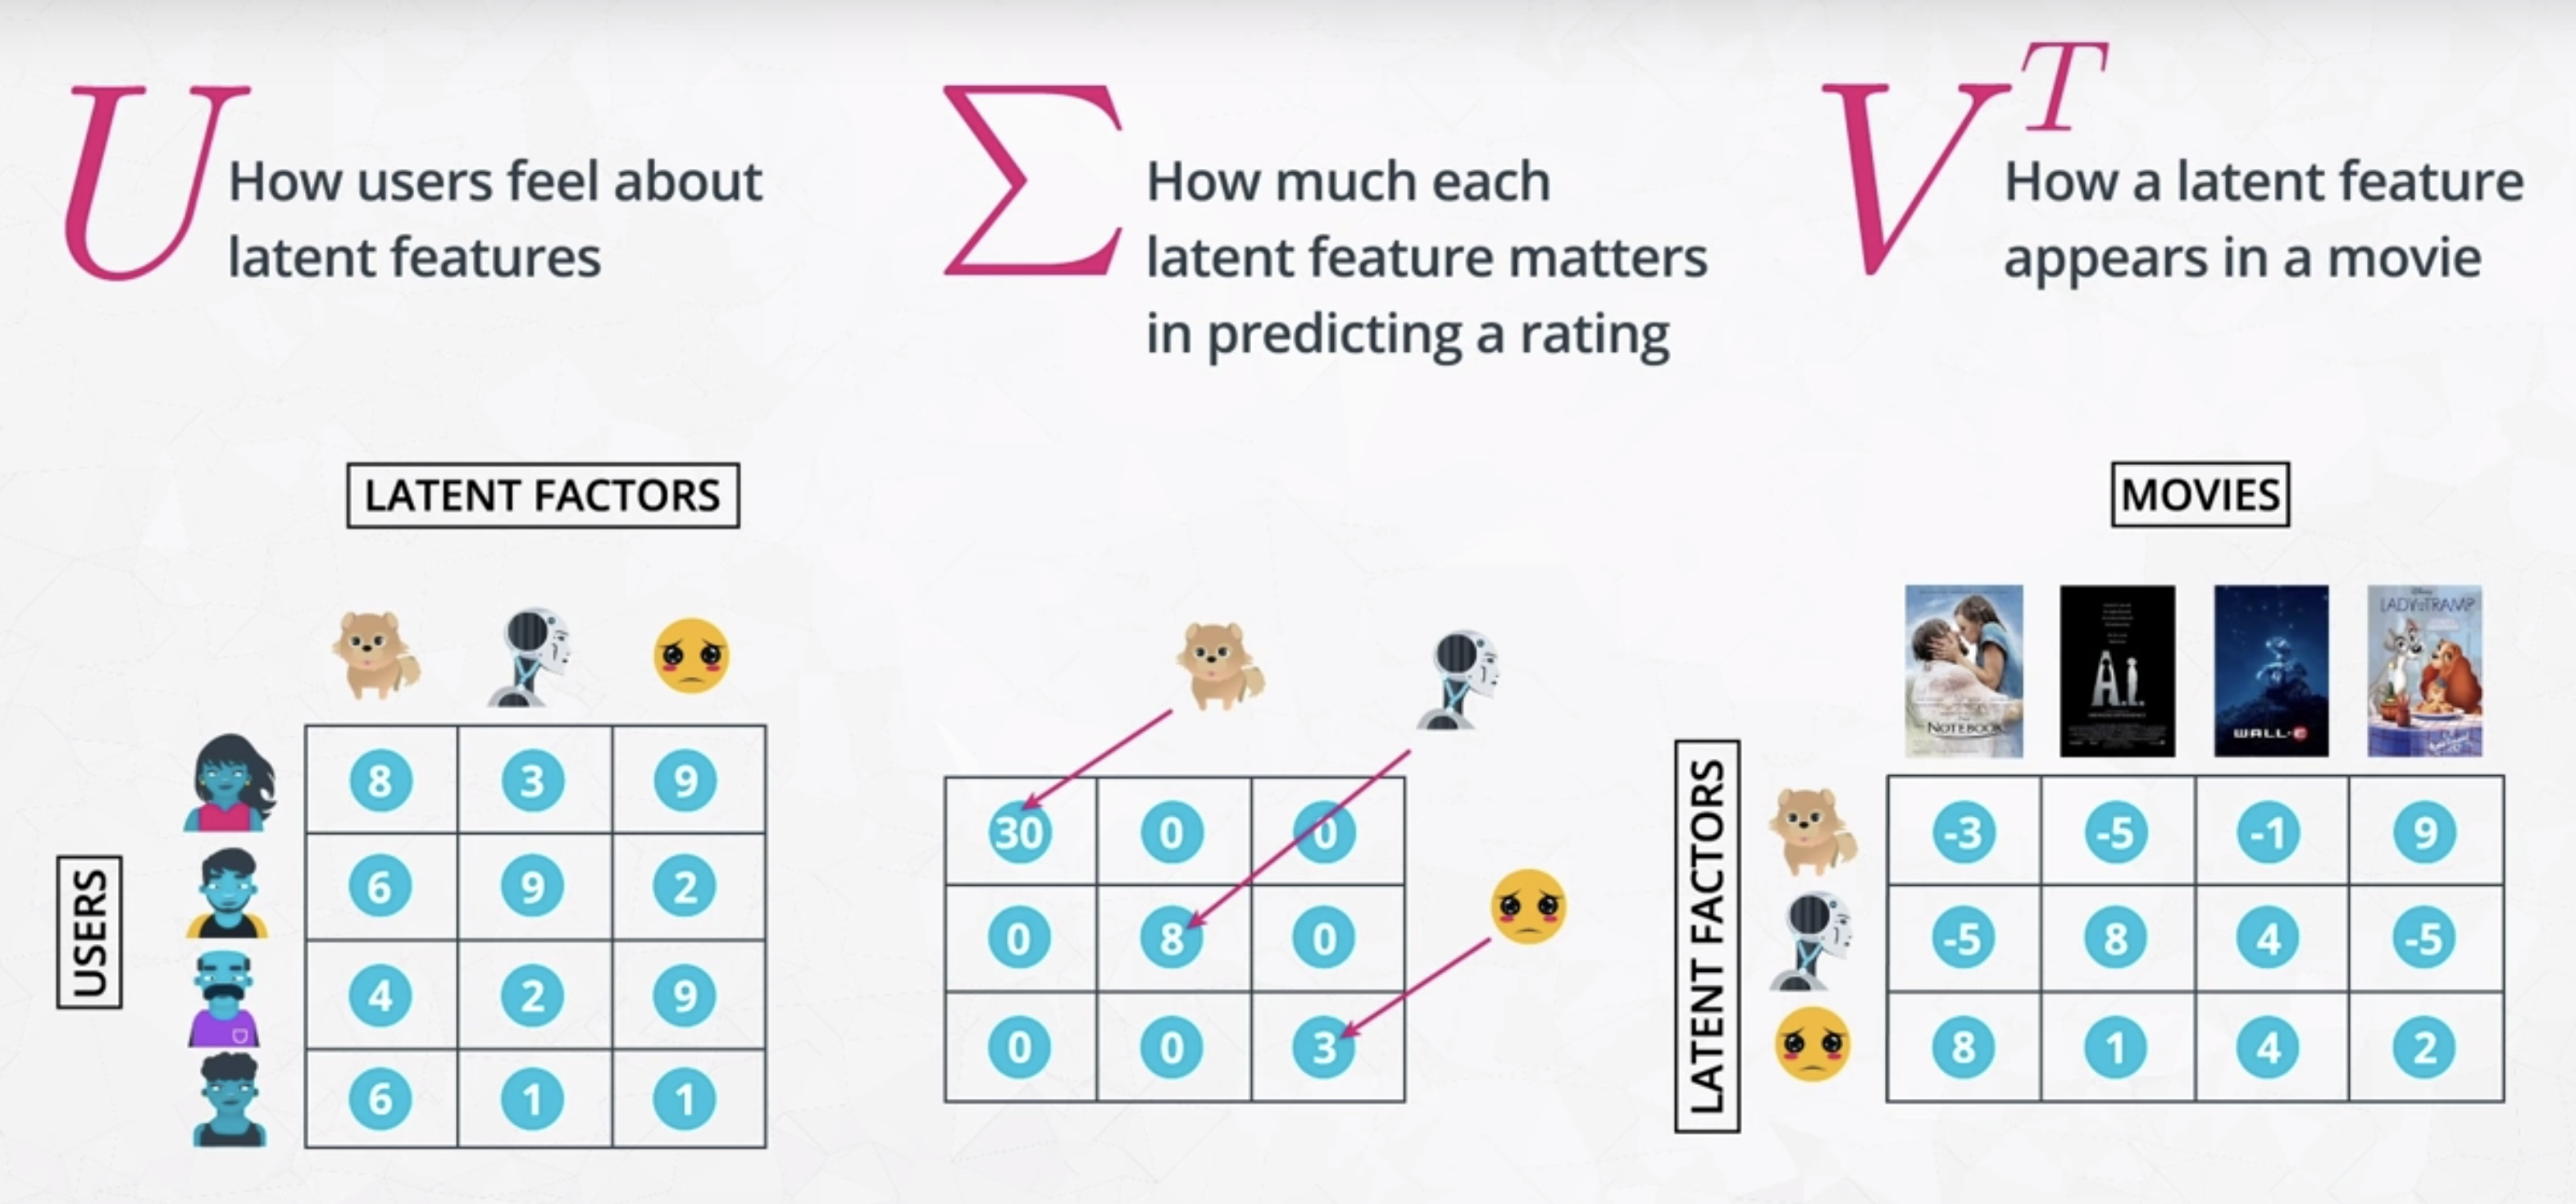 U
How users feel about
latent features
Σ
How much each
latent feature matters
in predicting a rating
V^T
How a latent feature
appears in a movie
LATENT FACTORS
USERS
8 3 9
6 9 2
4 2 9
6 1 1
30 0 0
0 8 0
0 0 3
MOVIES
NOTEBOOK
A.I.
WALL·E
Disney
LADY AND THE TRAMP
LATENT FACTORS
-3 -5 -1 9
-5 8 4 -5
8 1 4 2